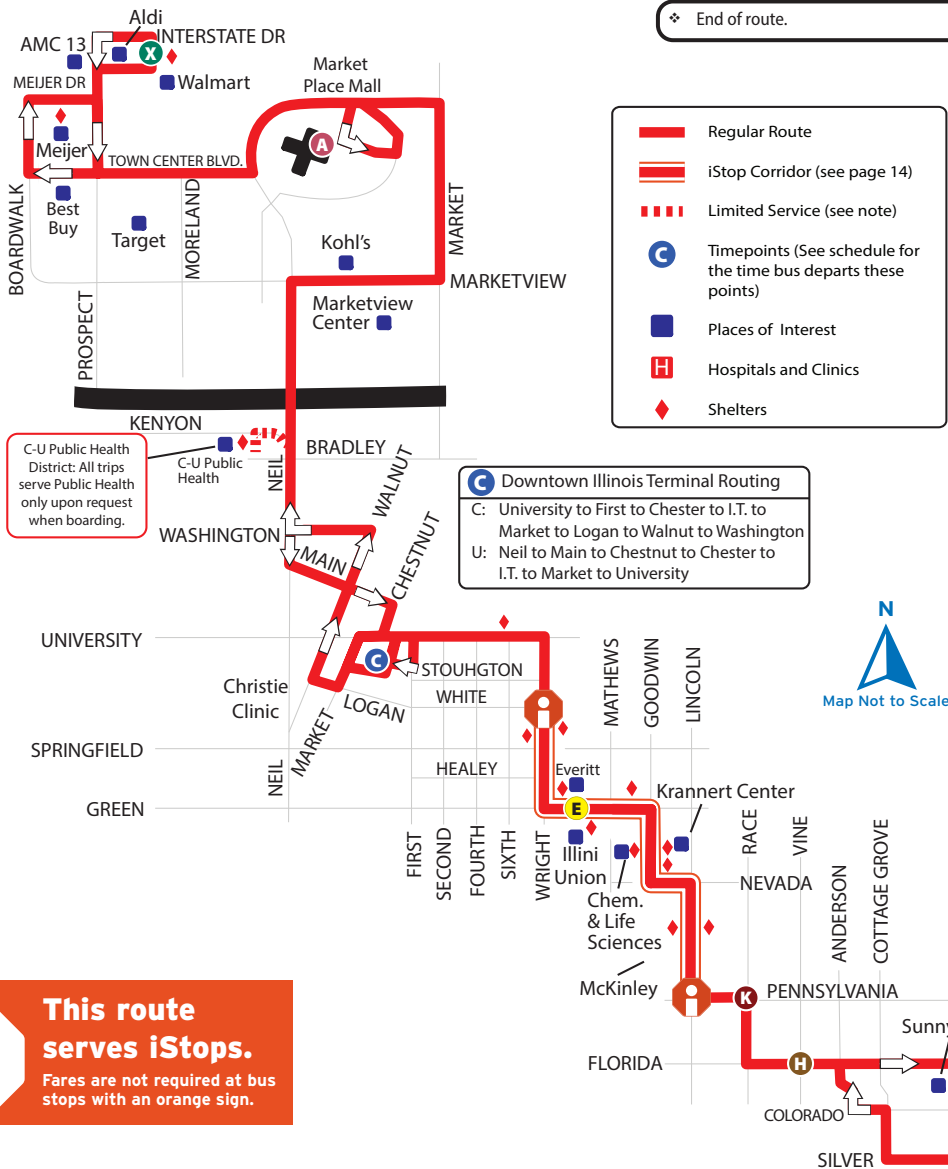 ❖ End of route.
Aldi
INTERSTATE DR
AMC 13
X
Walmart
MEIJER DR
Meijer
Market
Place Mall
A
TOWN CENTER BLVD.
Best
Buy
Target
BOARDWALK
MORELAND
PROSPECT
Kohl's
MARKET
MARKETVIEW
Marketview
Center
Regular Route
iStop Corridor (see page 14)
Limited Service (see note)
C
Timepoints (See schedule for
the time bus departs these
points)
Places of Interest
H
Hospitals and Clinics
Shelters
KENYON
C-U Public Health
District: All trips
serve Public Health
only upon request
when boarding.
C-U Public
Health
NEIL
BRADLEY
WALNUT
WASHINGTON
MAIN
CHESTNUT
C Downtown Illinois Terminal Routing
C: University to First to Chester to I.T. to
Market to Logan to Walnut to Washington
U: Neil to Main to Chestnut to Chester to
I.T. to Market to University
N
Map Not to Scale
UNIVERSITY
C
STOUHGTON
WHITE
Christie
Clinic
LOGAN
MARKET
NEIL
SPRINGFIELD
HEALEY
GREEN
FIRST
SECOND
FOURTH
SIXTH
WRIGHT
MATHEWS
GOODWIN
LINCOLN
Everitt
E
Illini
Union
Krannert Center
Chem.
& Life
Sciences
RACE
VINE
NEVADA
ANDERSON
COTTAGE GROVE
McKinley
K
PENNSYLVANIA
FLORIDA
H
Sunny
COLORADO
SILVER
This route
serves iStops.
Fares are not required at bus
stops with an orange sign.